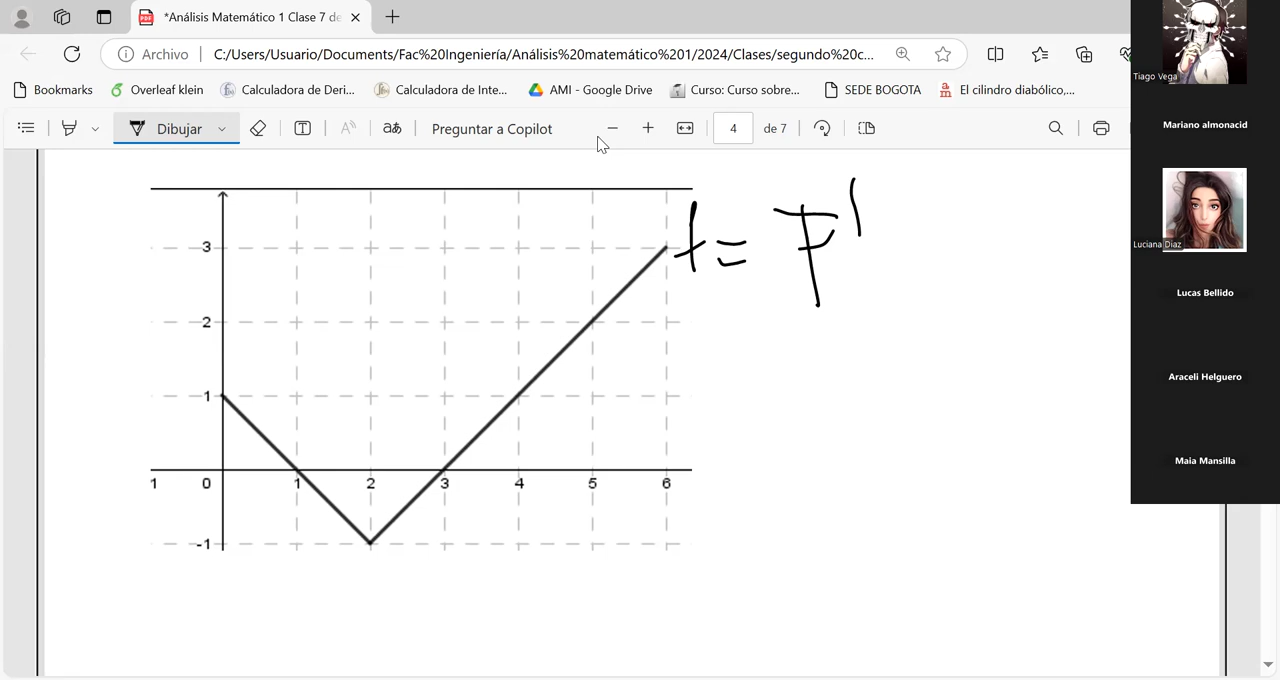 *Análisis Matemático 1 Clase 7 de
Archivo C:/Users/Usuario/Documents/Fac%20Ingeniería/Análisis%20matemático%201/2024/Clases/segundo%20c...
Bookmarks Overleaf klein Calculadora de Deri... Calculadora de Inte... AMI - Google Drive Curso: Curso sobre... SEDE BOGOTA El cilindro diabólico,...
Dibujar aあ Preguntar a Copilot 4 de 7
Tiago Vega
Mariano almonacid
Luciana Diaz
Lucas Bellido
Araceli Helguero
Maia Mansilla
3
2
1
1 0 1 2 3 4 5 6
-1
f = F'